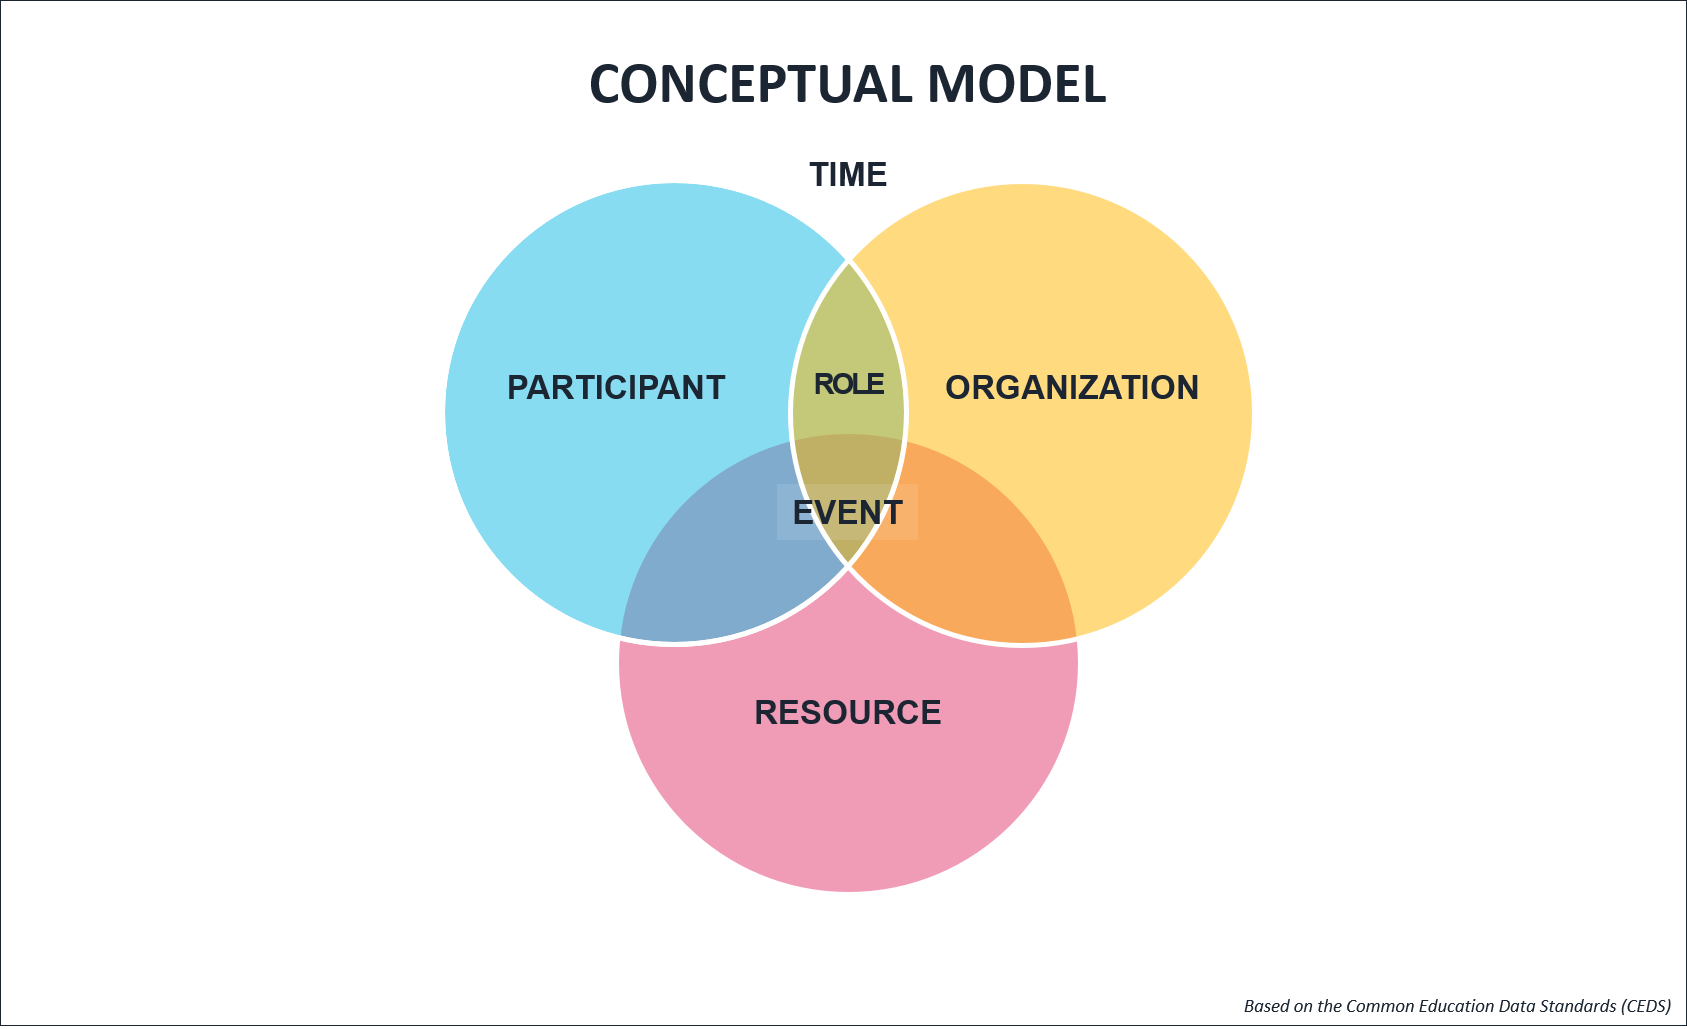 CONCEPTUAL MODEL
TIME
PARTICIPANT
ROLE
ORGANIZATION
EVENT
RESOURCE
Based on the Common Education Data Standards (CEDS)